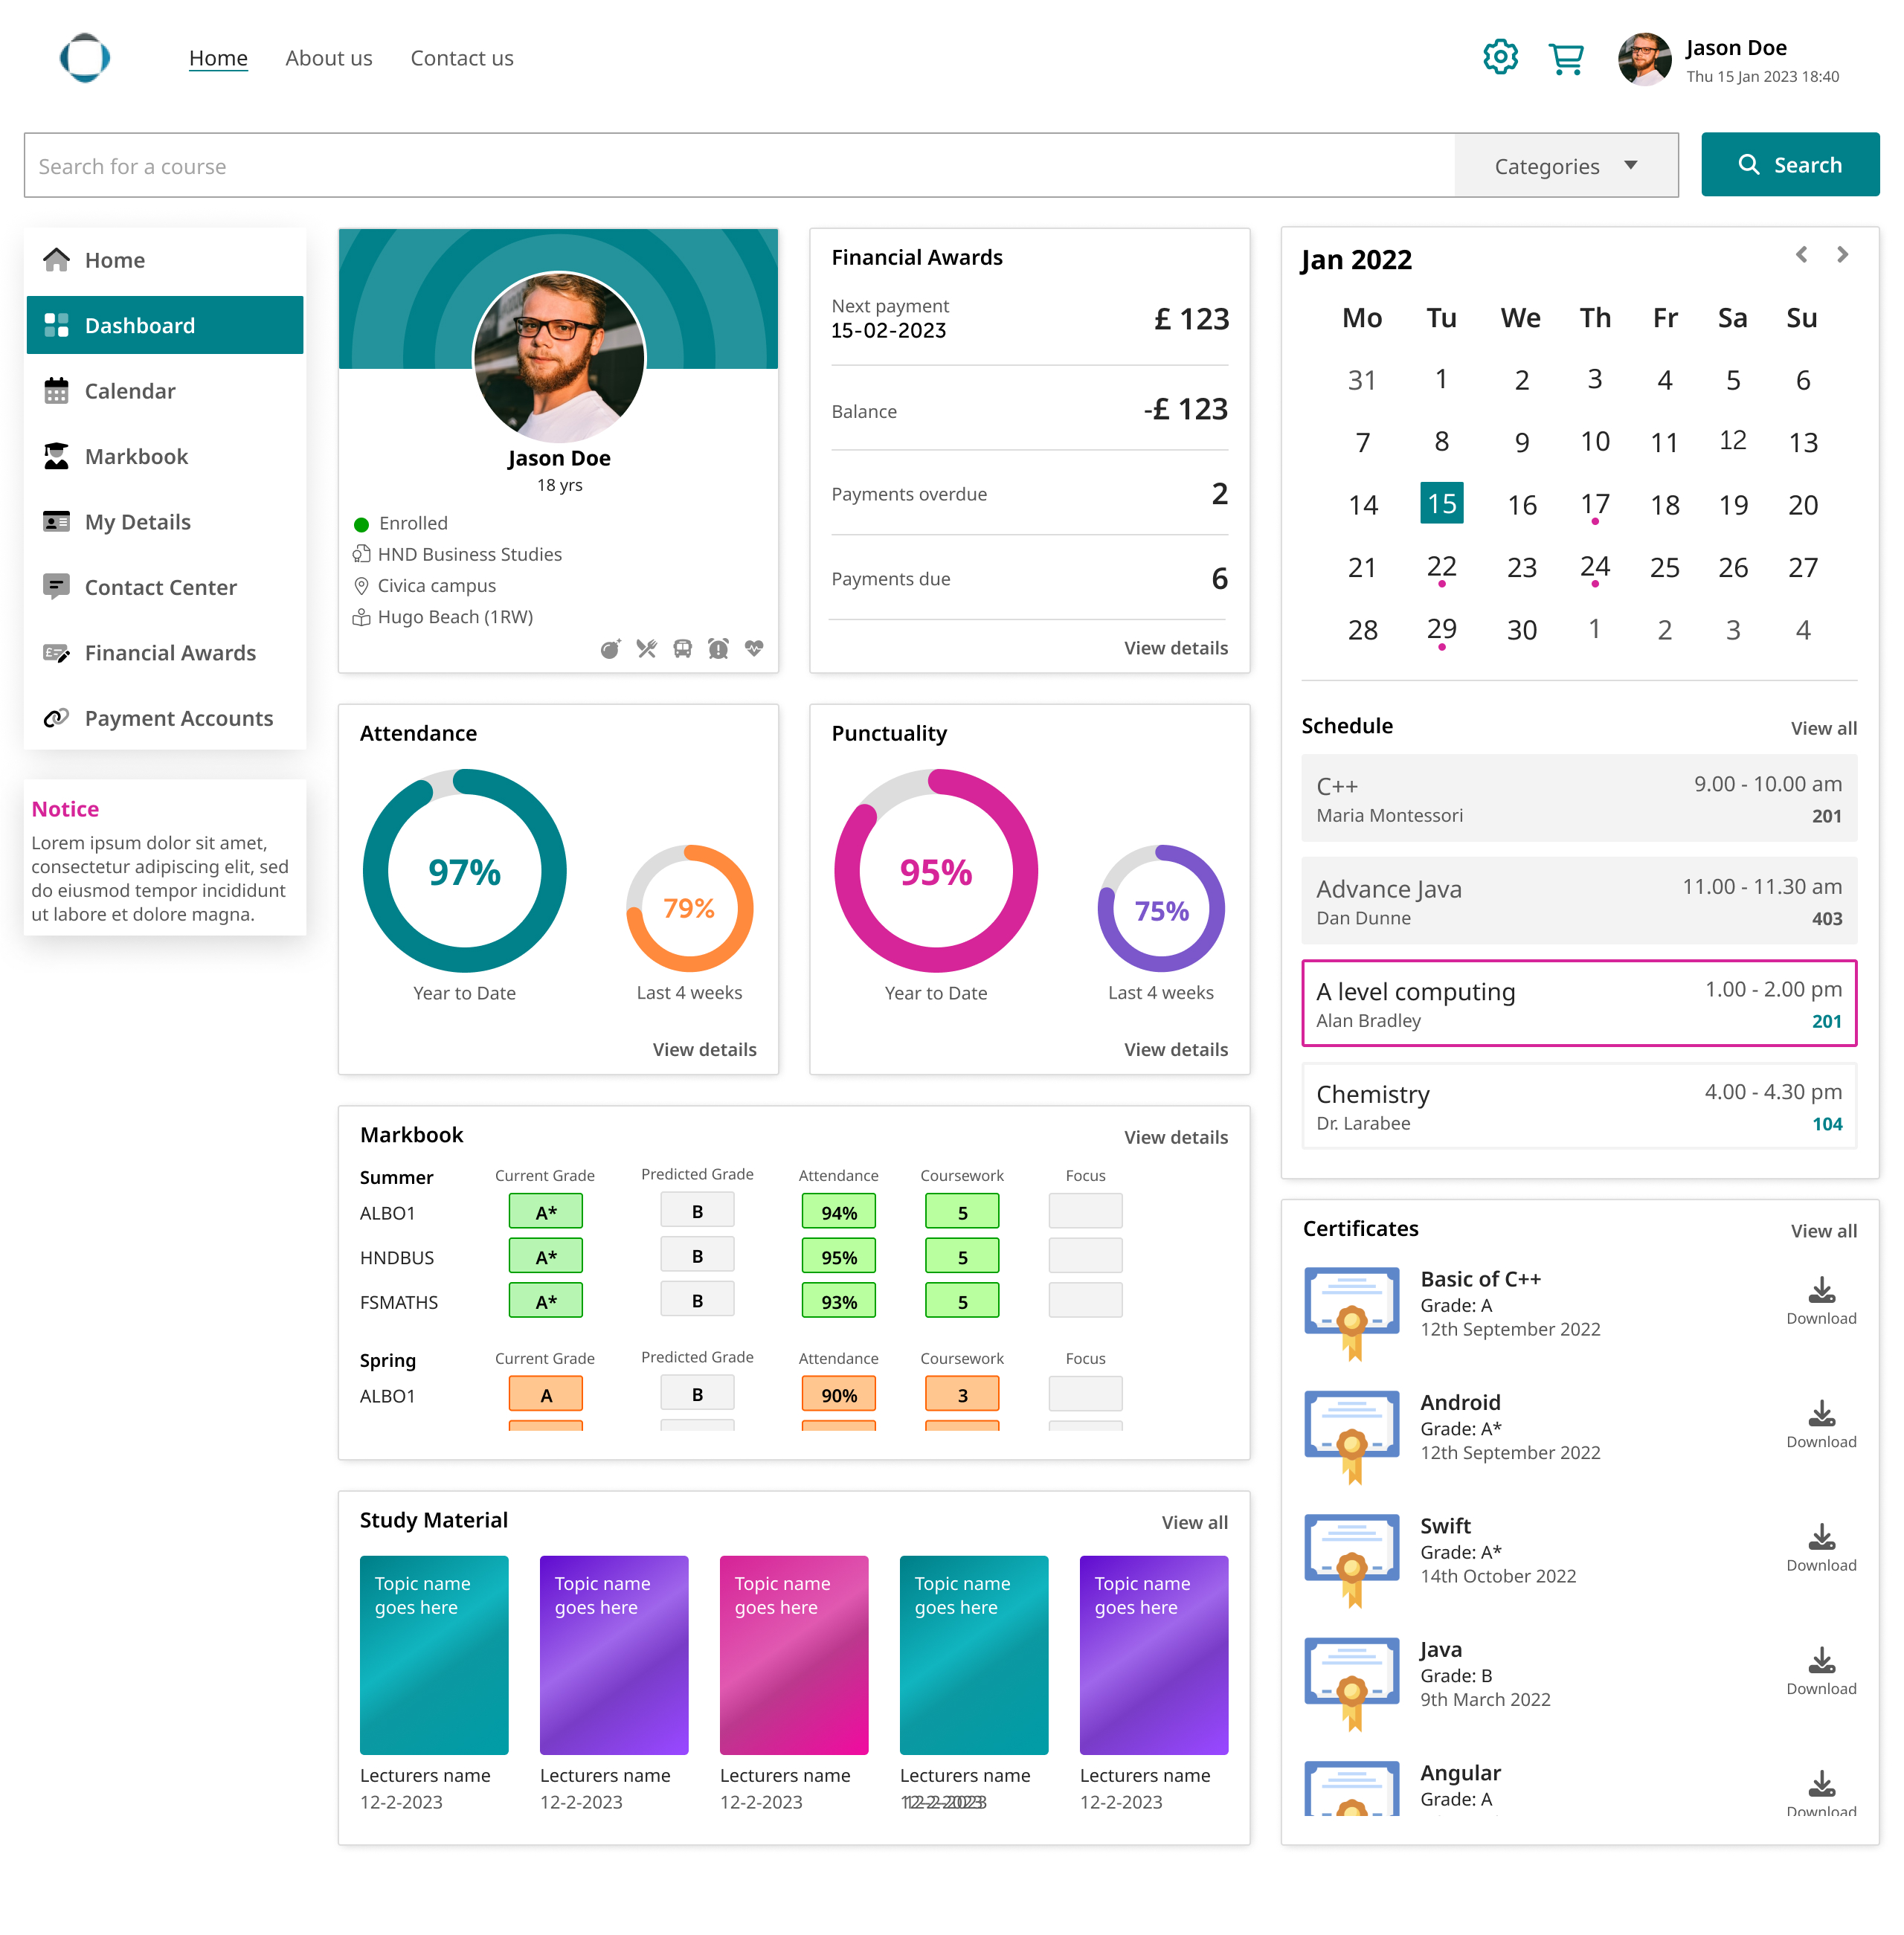 Home About us Contact us
Jason Doe
Thu 15 Jan 2023 18:40
Search for a course
Categories
Search
Home
Dashboard
Calendar
Markbook
My Details
Contact Center
Financial Awards
Payment Accounts
Notice
Lorem ipsum dolor sit amet,
consectetur adipiscing elit, sed
do eiusmod tempor incididunt
ut labore et dolore magna.
Jason Doe
18 yrs
Enrolled
HND Business Studies
Civica campus
Hugo Beach (1RW)
Financial Awards
Next payment
15-02-2023
£ 123
Balance
-£ 123
Payments overdue
2
Payments due
6
View details
Attendance
97%
Year to Date
79%
Last 4 weeks
View details
Punctuality
95%
Year to Date
75%
Last 4 weeks
View details
Markbook
View details
Summer Current Grade Predicted Grade Attendance Coursework Focus
ALBO1 A* B 94% 5
HNDBUS A* B 95% 5
FSMATHS A* B 93% 5
Spring Current Grade Predicted Grade Attendance Coursework Focus
ALBO1 A B 90% 3
Study Material
View all
Topic name
goes here
Lecturers name
12-2-2023
Topic name
goes here
Lecturers name
12-2-2023
Topic name
goes here
Lecturers name
12-2-2023
Topic name
goes here
Lecturers name
12-2-2023
Topic name
goes here
Lecturers name
12-2-2023
Jan 2022
Mo Tu We Th Fr Sa Su
31 1 2 3 4 5 6
7 8 9 10 11 12 13
14 15 16 17 18 19 20
21 22 23 24 25 26 27
28 29 30 1 2 3 4
Schedule
View all
C++
9.00 - 10.00 am
Maria Montessori
201
Advance Java
11.00 - 11.30 am
Dan Dunne
403
A level computing
1.00 - 2.00 pm
Alan Bradley
201
Chemistry
4.00 - 4.30 pm
Dr. Larabee
104
Certificates
View all
Basic of C++
Grade: A
12th September 2022
Download
Android
Grade: A*
12th September 2022
Download
Swift
Grade: A*
14th October 2022
Download
Java
Grade: B
9th March 2022
Download
Angular
Grade: A
Download